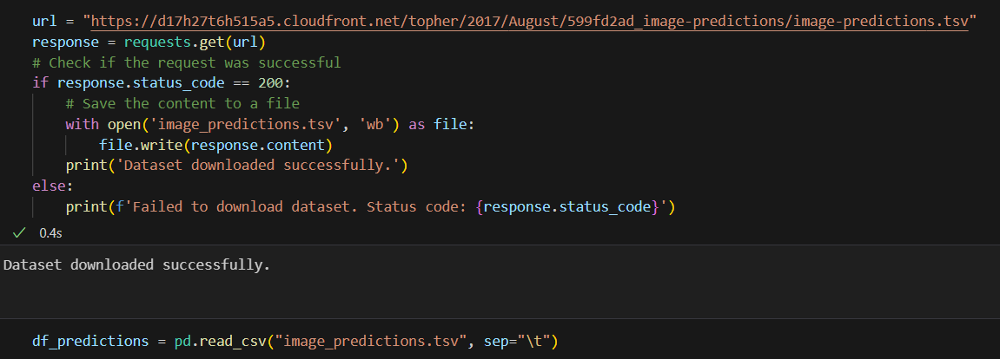 url = "https://d17h27t6h515a5.cloudfront.net/topher/2017/August/599fd2ad_image-predictions/image-predictions.tsv"
response = requests.get(url)
# Check if the request was successful
if response.status_code == 200:
    # Save the content to a file
    with open('image_predictions.tsv', 'wb') as file:
        file.write(response.content)
    print('Dataset downloaded successfully.')
else:
    print(f'Failed to download dataset. Status code: {response.status_code}')
✓ 0.4s
Dataset downloaded successfully.
df_predictions = pd.read_csv("image_predictions.tsv", sep="\t")